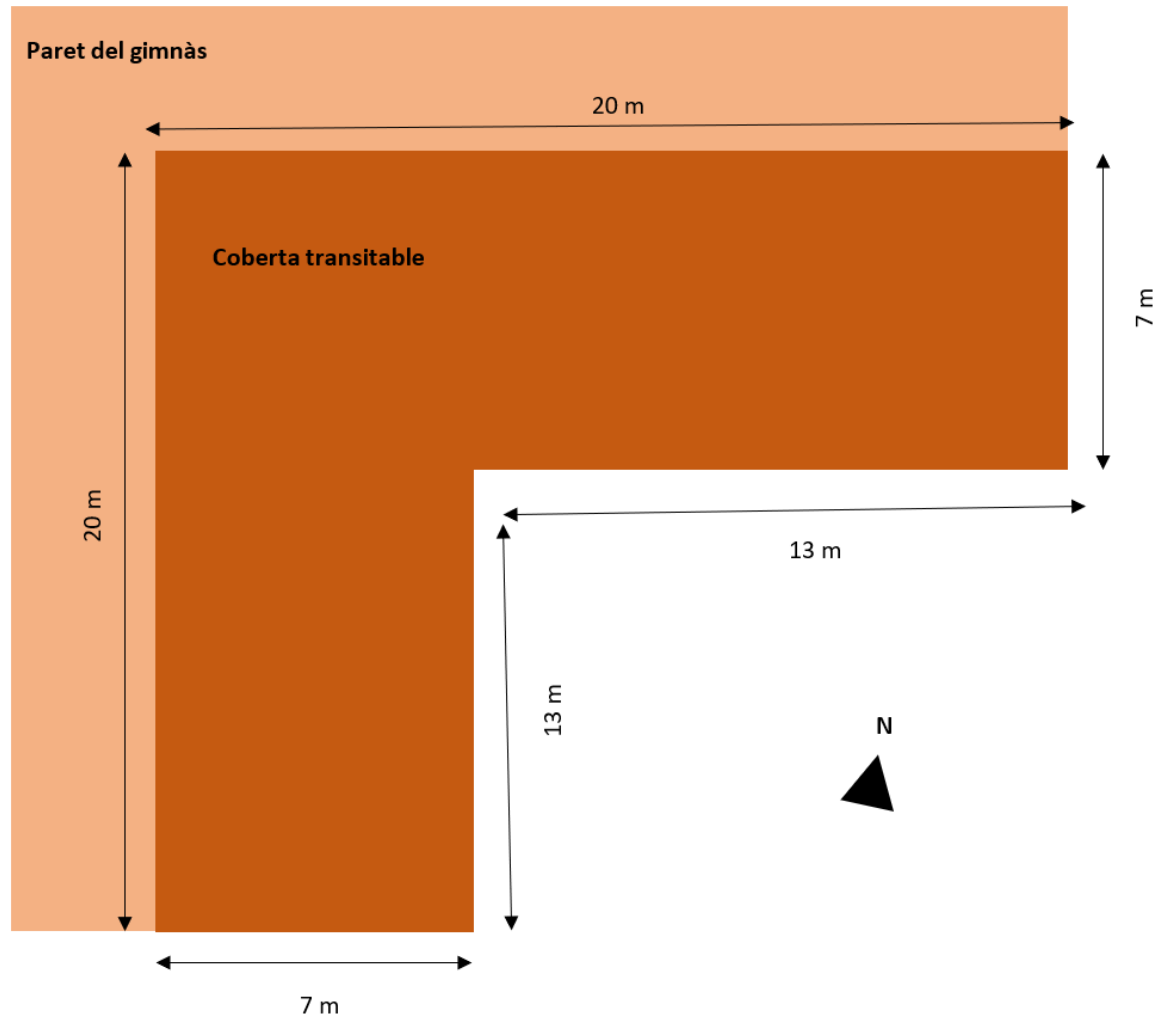 Paret del gimnàs
20 m
Coberta transitable
7 m
20 m
13 m
13 m
N
7 m